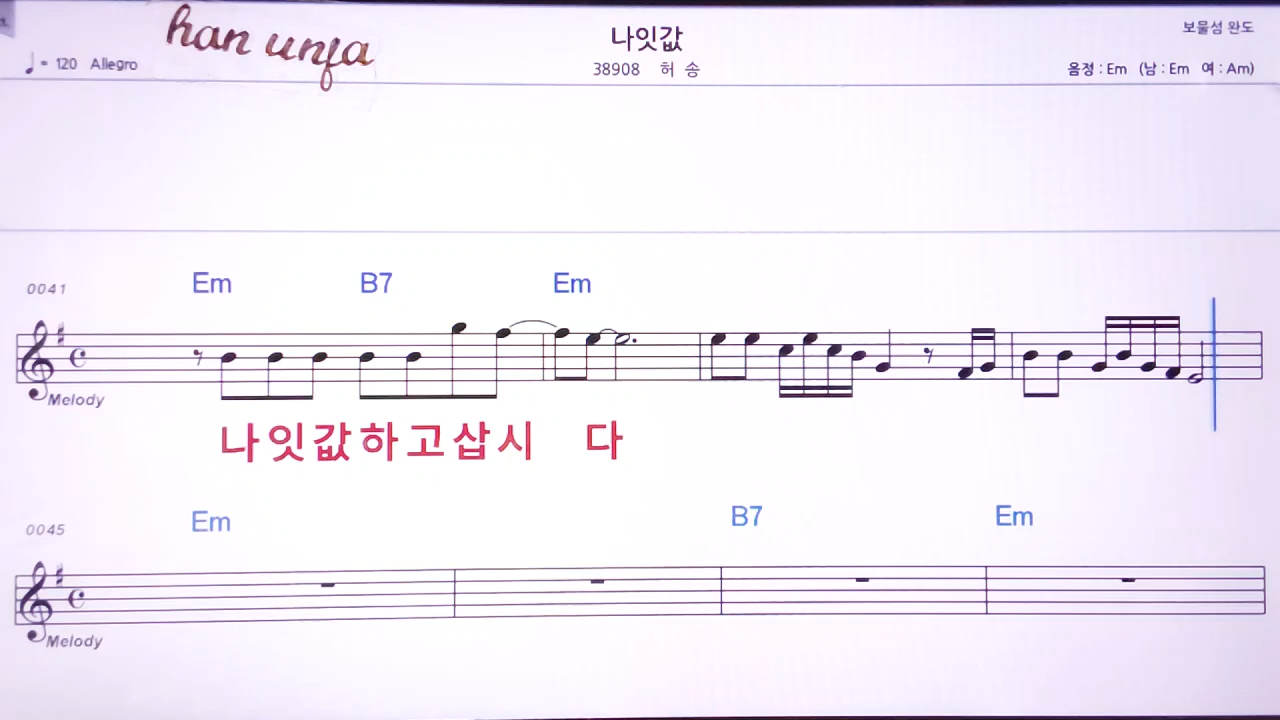 han unfa
나잇값
보물섬 완도
♩= 120 Allegro
38908 허 송
음정 : Em (남 : Em 여 : Am)
0041
Em B7 Em
Melody
나잇값하고삽시 다
0045
Em B7 Em
Melody